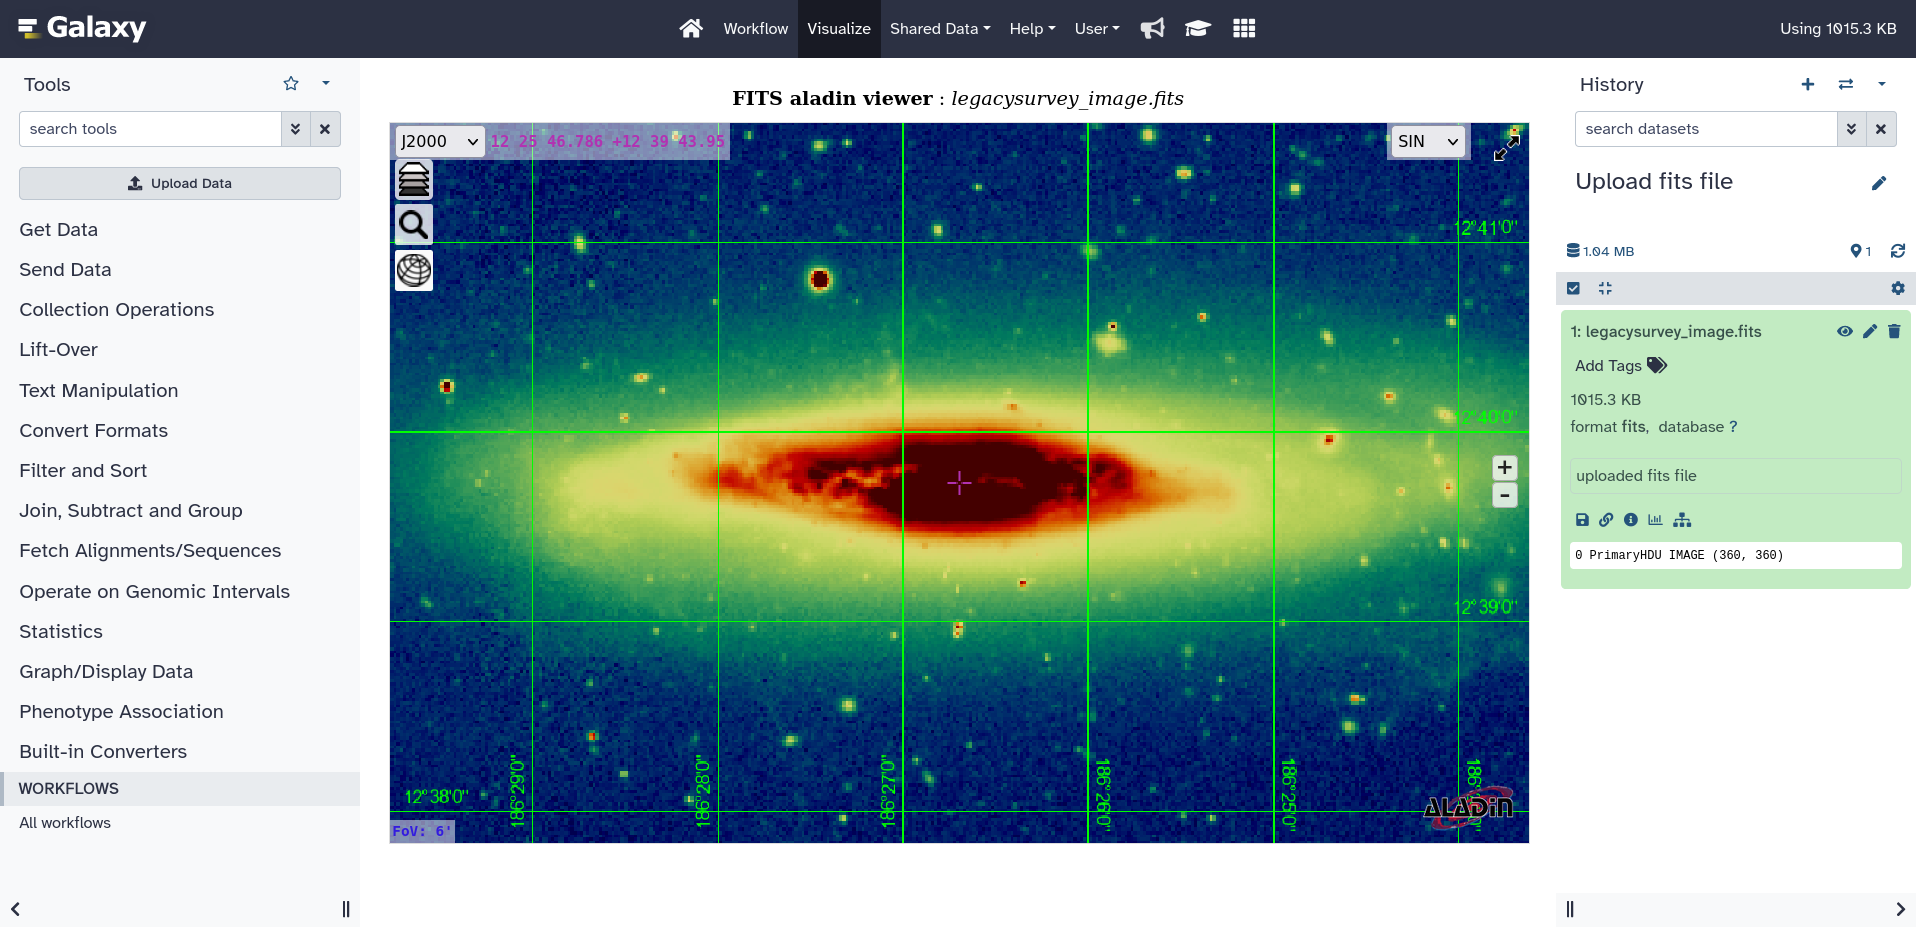 Galaxy
Workflow Visualize Shared Data Help User
Using 1015.3 KB
Tools
search tools
Upload Data
Get Data
Send Data
Collection Operations
Lift-Over
Text Manipulation
Convert Formats
Filter and Sort
Join, Subtract and Group
Fetch Alignments/Sequences
Operate on Genomic Intervals
Statistics
Graph/Display Data
Phenotype Association
Built-in Converters
WORKFLOWS
All workflows
FITS aladin viewer : legacysurvey_image.fits
J2000 12 25 46.786 +12 39 43.95
SIN
12°41'0"
12°40'0"
+
-
12°39'0"
12°38'0"
186°29'0"
186°28'0"
186°27'0"
186°26'0"
186°25'0"
ALADIN
FoV: 6'
History
search datasets
Upload fits file
1.04 MB
1
1: legacysurvey_image.fits
Add Tags
1015.3 KB
format fits, database ?
uploaded fits file
0 PrimaryHDU IMAGE (360, 360)